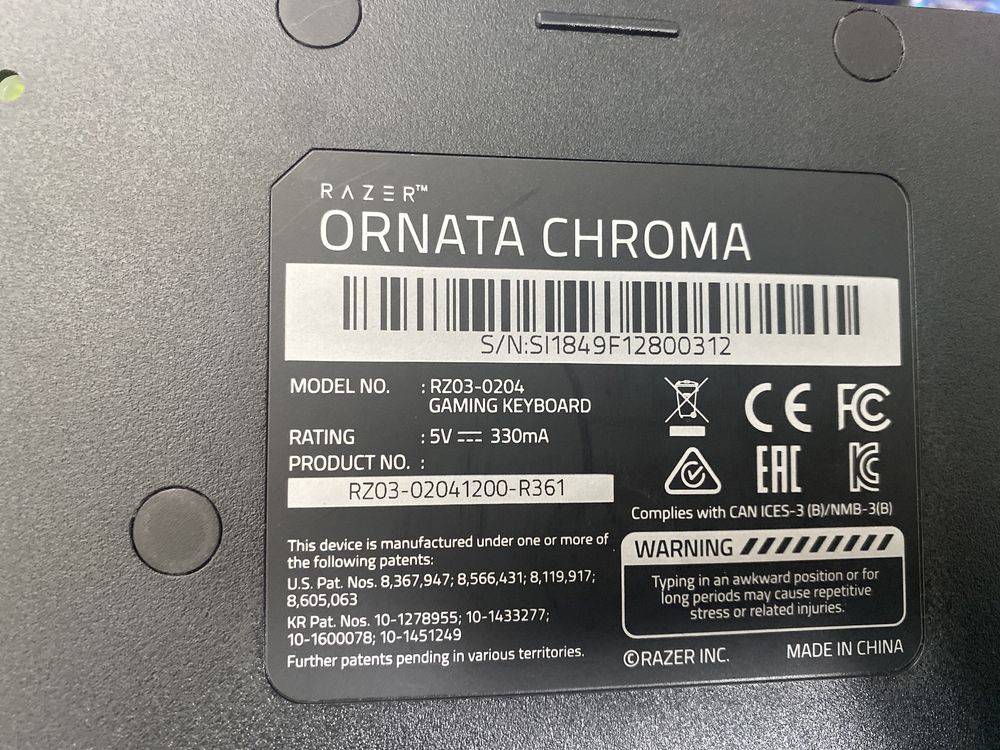 RAZER™
ORNATA CHROMA
S/N:SI1849F12800312
MODEL NO. : RZ03-0204
GAMING KEYBOARD
RATING : 5V ⎓ 330mA
PRODUCT NO. :
RZ03-02041200-R361
CE FC
EAC KC
Complies with CAN ICES-3 (B)/NMB-3(B)
This device is manufactured under one or more of
the following patents:
U.S. Pat. Nos. 8,367,947; 8,566,431; 8,119,917;
8,605,063
KR Pat. Nos. 10-1278955; 10-1433277;
10-1600078; 10-1451249
Further patents pending in various territories.
WARNING
Typing in an awkward position or for
long periods may cause repetitive
stress or related injuries.
©RAZER INC. MADE IN CHINA